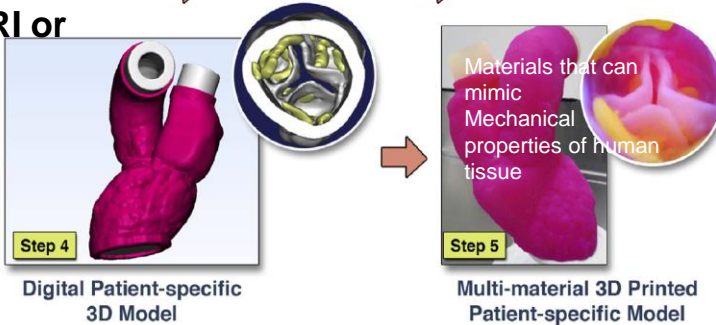 RI or
Materials that can
mimic
Mechanical
properties of human
tissue
Step 4
Step 5
Digital Patient-specific
3D Model
Multi-material 3D Printed
Patient-specific Model